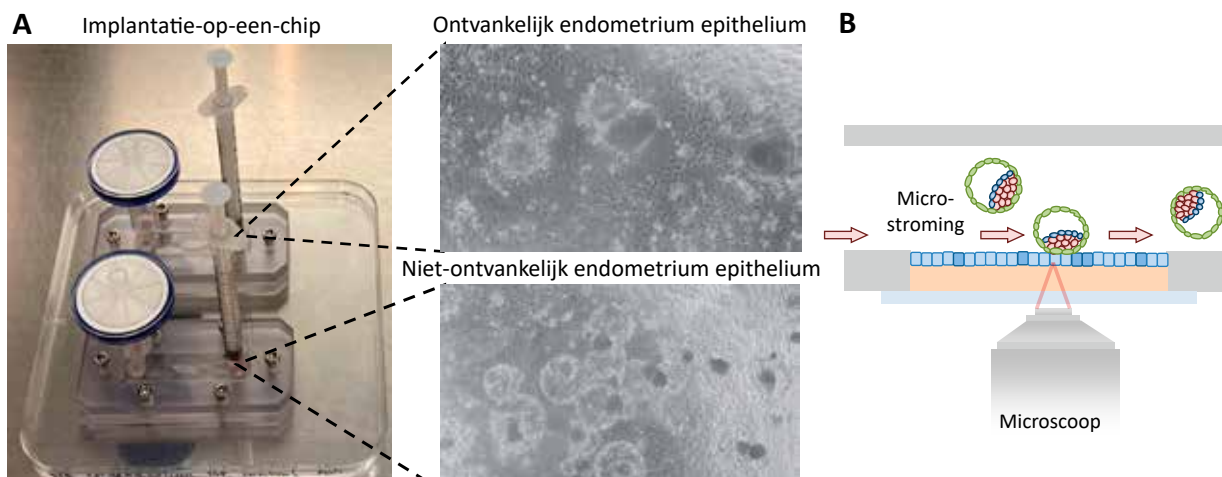 A
Implantatie-op-een-chip
Ontvankelijk endometrium epithelium
Niet-ontvankelijk endometrium epithelium
B
Micro-
stroming
Microscoop